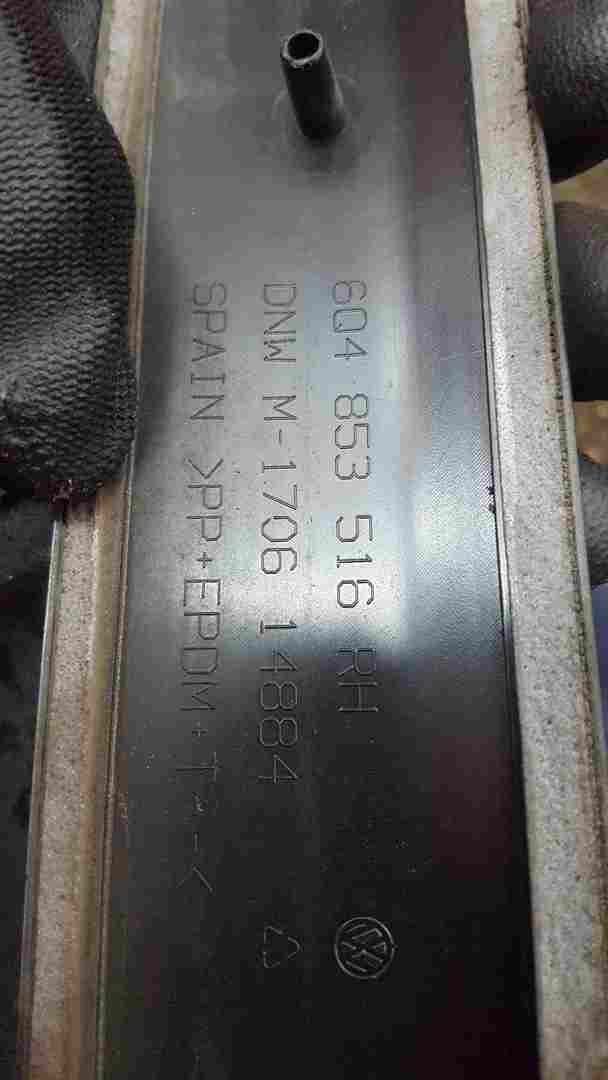 6Q4 853 516 RH
DNW M-1706 14884
SPAIN >PP+EPDM+T